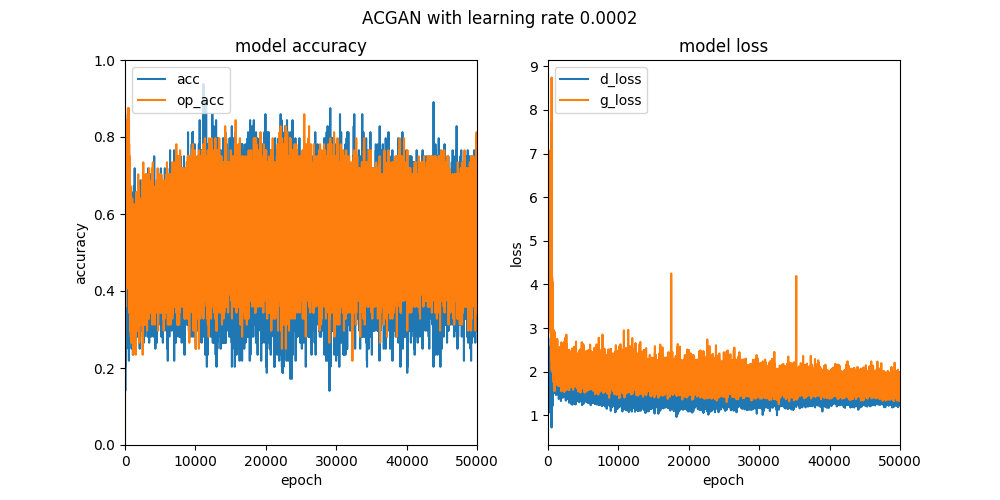 ACGAN with learning rate 0.0002
model accuracy
acc
op_acc
accuracy
1.0
0.8
0.6
0.4
0.2
0.0
0
10000
20000
30000
40000
50000
epoch
model loss
d_loss
g_loss
loss
9
8
7
6
5
4
3
2
1
0
10000
20000
30000
40000
50000
epoch